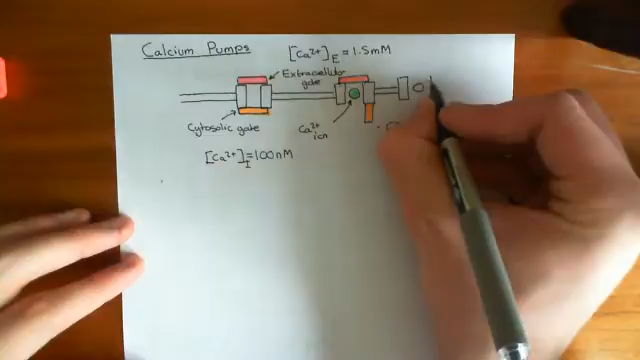 Calcium Pumps
[Ca²⁺]E = 1.5mM
Extracellular gate
Cytosolic gate
Ca²⁺ ion
[Ca²⁺]I = 100nM